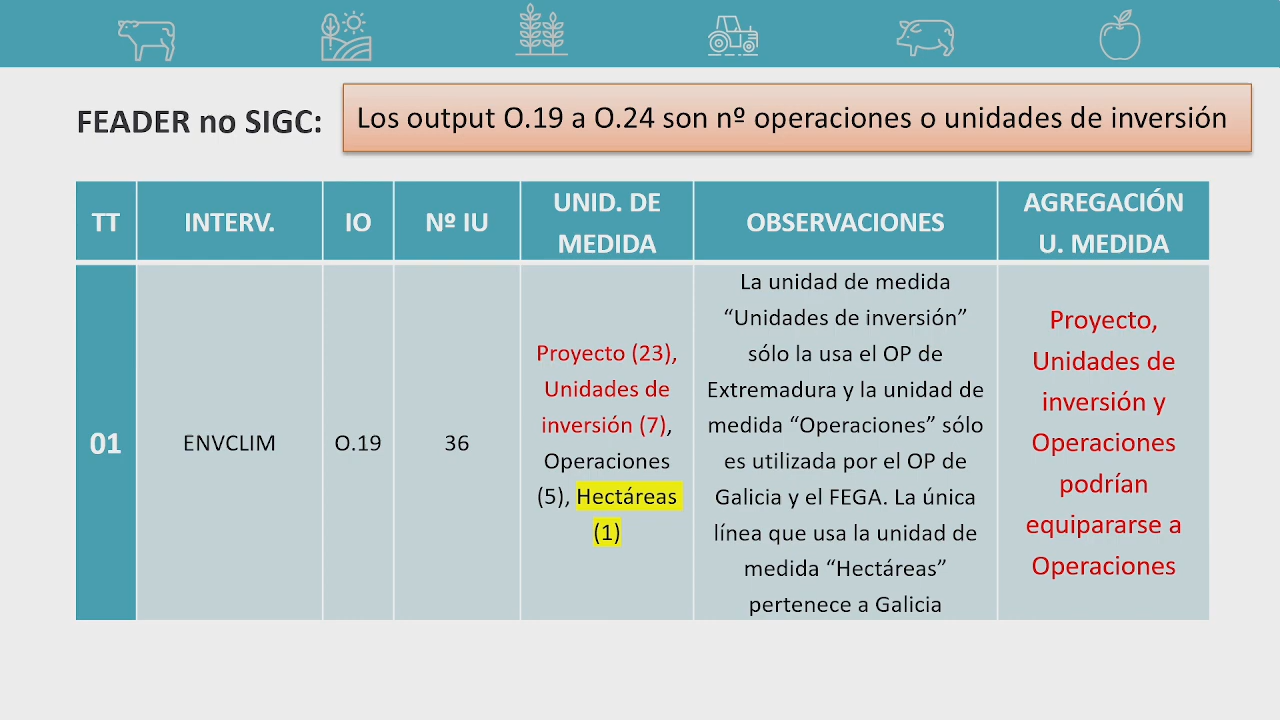 FEADER no SIGC:
Los output O.19 a O.24 son nº operaciones o unidades de inversión
TT
INTERV.
IO
Nº IU
UNID. DE
MEDIDA
OBSERVACIONES
AGREGACIÓN
U. MEDIDA
01
ENVCLIM
O.19
36
Proyecto (23),
Unidades de
inversión (7),
Operaciones
(5), Hectáreas
(1)
La unidad de medida
“Unidades de inversión”
sólo la usa el OP de
Extremadura y la unidad de
medida “Operaciones” sólo
es utilizada por el OP de
Galicia y el FEGA. La única
línea que usa la unidad de
medida “Hectáreas”
pertenece a Galicia
Proyecto,
Unidades de
inversión y
Operaciones
podrían
equipararse a
Operaciones